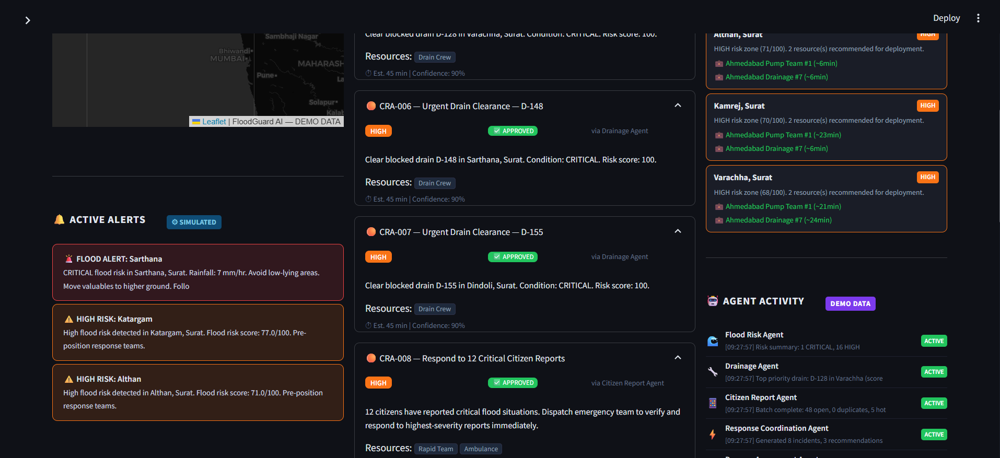 Deploy
Sambhaji Nagar
Bhiwandi
MUMBAI
MAHARASH
Pune
La
Solapur
Kalab
Leaflet | FloodGuard AI — DEMO DATA
🔔 ACTIVE ALERTS
⚙ SIMULATED
🚨 FLOOD ALERT: Sarthana
CRITICAL flood risk in Sarthana, Surat. Rainfall: 7 mm/hr. Avoid low-lying areas.
Move valuables to higher ground. Follo
⚠️ HIGH RISK: Katargam
High flood risk detected in Katargam, Surat. Flood risk score: 77.0/100. Pre-
position response teams.
⚠️ HIGH RISK: Althan
High flood risk detected in Althan, Surat. Flood risk score: 71.0/100. Pre-position
response teams.
Clear blocked drain D-128 in Varachha, Surat. Condition: CRITICAL. Risk score: 100.
Resources: Drain Crew
⏱ Est. 45 min | Confidence: 90%
CRA-006 — Urgent Drain Clearance — D-148
HIGH
✅ APPROVED
via Drainage Agent
Clear blocked drain D-148 in Sarthana, Surat. Condition: CRITICAL. Risk score: 100.
Resources: Drain Crew
⏱ Est. 45 min | Confidence: 90%
CRA-007 — Urgent Drain Clearance — D-155
HIGH
✅ APPROVED
via Drainage Agent
Clear blocked drain D-155 in Dindoli, Surat. Condition: CRITICAL. Risk score: 100.
Resources: Drain Crew
⏱ Est. 45 min | Confidence: 90%
CRA-008 — Respond to 12 Critical Citizen Reports
HIGH
✅ APPROVED
via Citizen Report Agent
12 citizens have reported critical flood situations. Dispatch emergency team to verify and
respond to highest-severity reports immediately.
Resources: Rapid Team Ambulance
Althan, Surat
HIGH
HIGH risk zone (71/100). 2 resource(s) recommended for deployment.
Ahmedabad Pump Team #1 (~6min)
Ahmedabad Drainage #7 (~6min)
Kamrej, Surat
HIGH
HIGH risk zone (70/100). 2 resource(s) recommended for deployment.
Ahmedabad Pump Team #1 (~23min)
Ahmedabad Drainage #7 (~6min)
Varachha, Surat
HIGH
HIGH risk zone (68/100). 2 resource(s) recommended for deployment.
Ahmedabad Pump Team #1 (~21min)
Ahmedabad Drainage #7 (~24min)
AGENT ACTIVITY
DEMO DATA
Flood Risk Agent
[09:27:57] Risk summary: 1 CRITICAL, 16 HIGH
ACTIVE
Drainage Agent
[09:27:57] Top priority drain: D-128 in Varachha (score
ACTIVE
Citizen Report Agent
[09:27:57] Batch complete: 48 open, 0 duplicates, 5 hot
ACTIVE
Response Coordination Agent
[09:27:57] Generated 8 incidents, 3 recommendations
ACTIVE